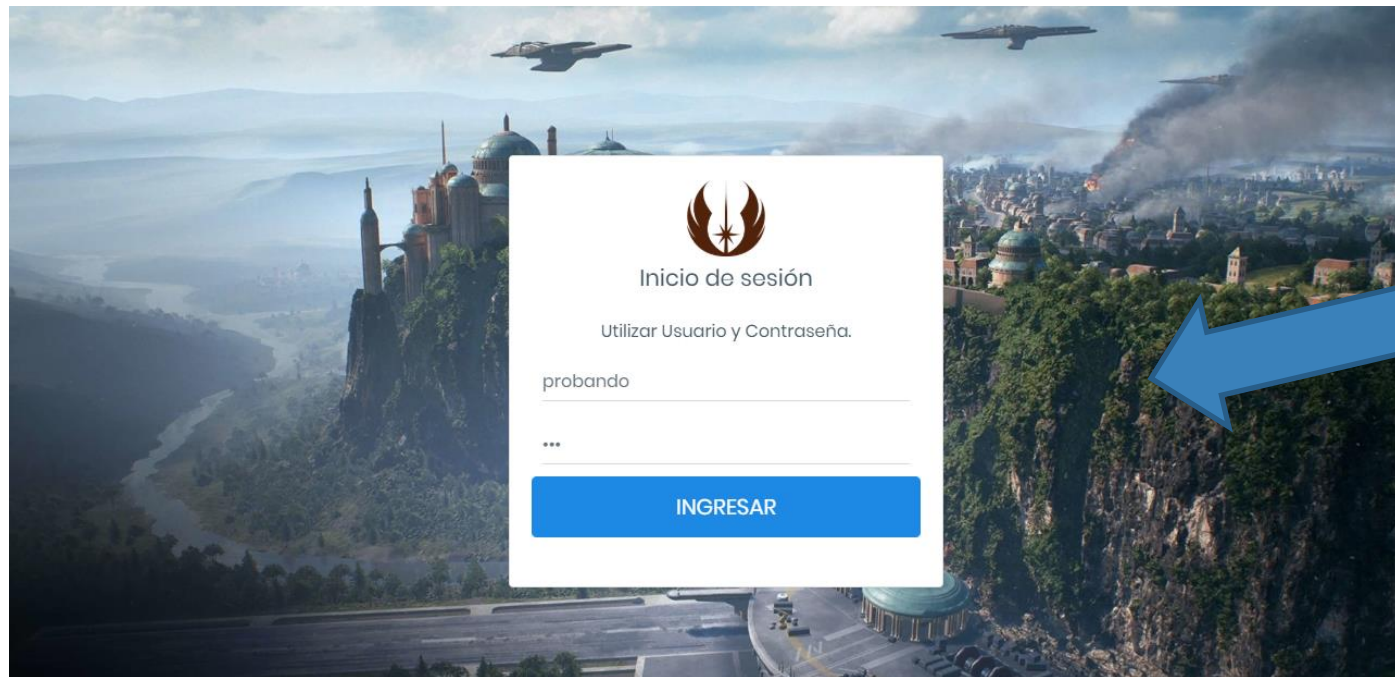 Inicio de sesión
Utilizar Usuario y Contraseña.
probando
•••
INGRESAR